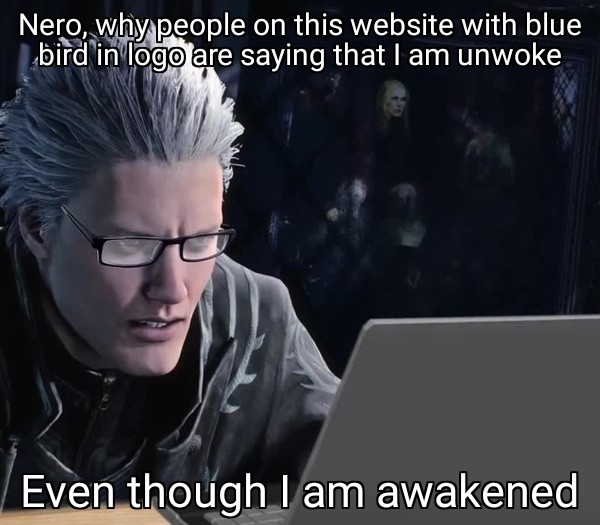 Nero, why people on this website with blue
bird in logo are saying that I am unwoke
Even though I am awakened